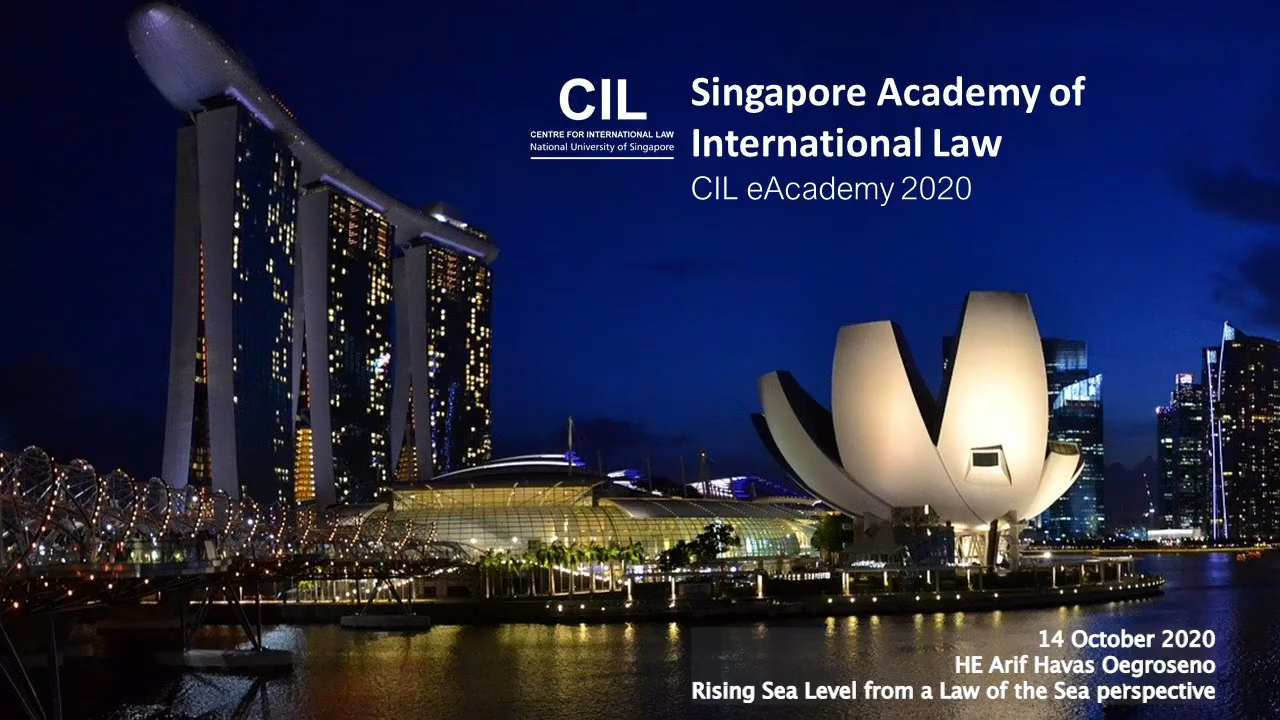 CIL
CENTRE FOR INTERNATIONAL LAW
National University of Singapore
Singapore Academy of
International Law
CIL eAcademy 2020
14 October 2020
HE Arif Havas Oegroseno
Rising Sea Level from a Law of the Sea perspective